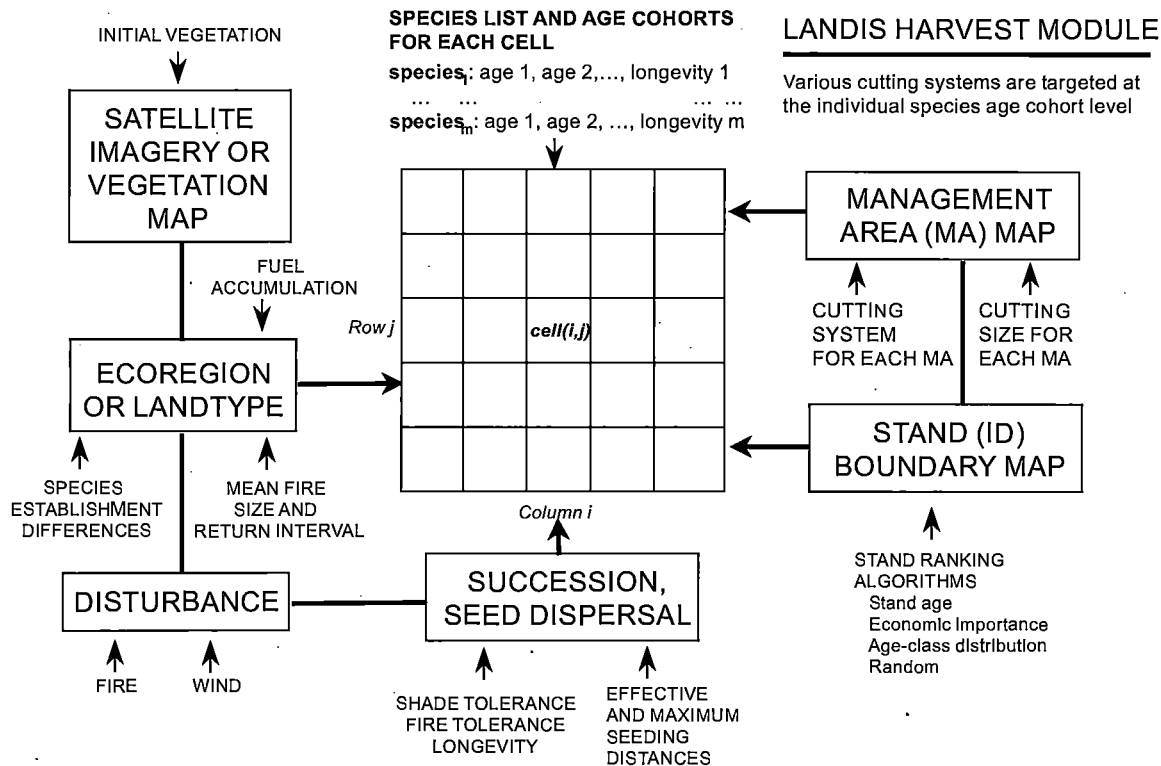 INITIAL VEGETATION
SATELLITE
IMAGERY OR
VEGETATION
MAP
FUEL
ACCUMULATION
ECOREGION
OR LANDTYPE
SPECIES
ESTABLISHMENT
DIFFERENCES
MEAN FIRE
SIZE AND
RETURN INTERVAL
DISTURBANCE
FIRE
WIND
SPECIES LIST AND AGE COHORTS
FOR EACH CELL
species₁: age 1, age 2,..., longevity 1
... ... ... ...
speciesₘ: age 1, age 2, ..., longevity m
Row j
cell(i,j)
Column i
SUCCESSION,
SEED DISPERSAL
SHADE TOLERANCE
FIRE TOLERANCE
LONGEVITY
EFFECTIVE
AND MAXIMUM
SEEDING
DISTANCES
LANDIS HARVEST MODULE
Various cutting systems are targeted at
the individual species age cohort level
MANAGEMENT
AREA (MA) MAP
CUTTING
SYSTEM
FOR EACH MA
CUTTING
SIZE FOR
EACH MA
STAND (ID)
BOUNDARY MAP
STAND RANKING
ALGORITHMS
Stand age
Economic importance
Age-class distribution
Random